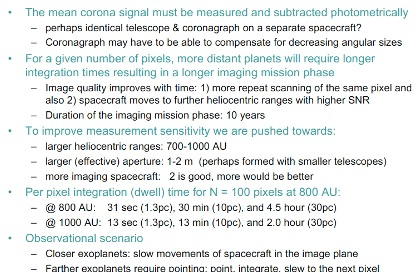 • The mean corona signal must be measured and subtracted photometrically
– perhaps identical telescope & coronagraph on a separate spacecraft?
– Coronagraph may have to be able to compensate for decreasing angular sizes
• For a given number of pixels, more distant planets will require longer
integration times resulting in a longer imaging mission phase
– Image quality improves with time: 1) more repeat scanning of the same pixel and
also 2) spacecraft moves to further heliocentric ranges with higher SNR
– Duration of the imaging mission phase: 10 years
• To improve measurement sensitivity we are pushed towards:
– larger heliocentric ranges: 700-1000 AU
– larger (effective) aperture: 1-2 m (perhaps formed with smaller telescopes)
– more imaging spacecraft: 2 is good, more would be better
• Per pixel integration (dwell) time for N = 100 pixels at 800 AU:
– @ 800 AU: 31 sec (1.3pc), 30 min (10pc), and 4.5 hour (30pc)
– @ 1000 AU: 13 sec (1.3pc), 13 min (10pc), and 2.0 hour (30pc)
• Observational scenario
– Closer exoplanets: slow movements of spacecraft in the image plane
– Farther exoplanets require pointing: point, integrate, slew to the next pixel